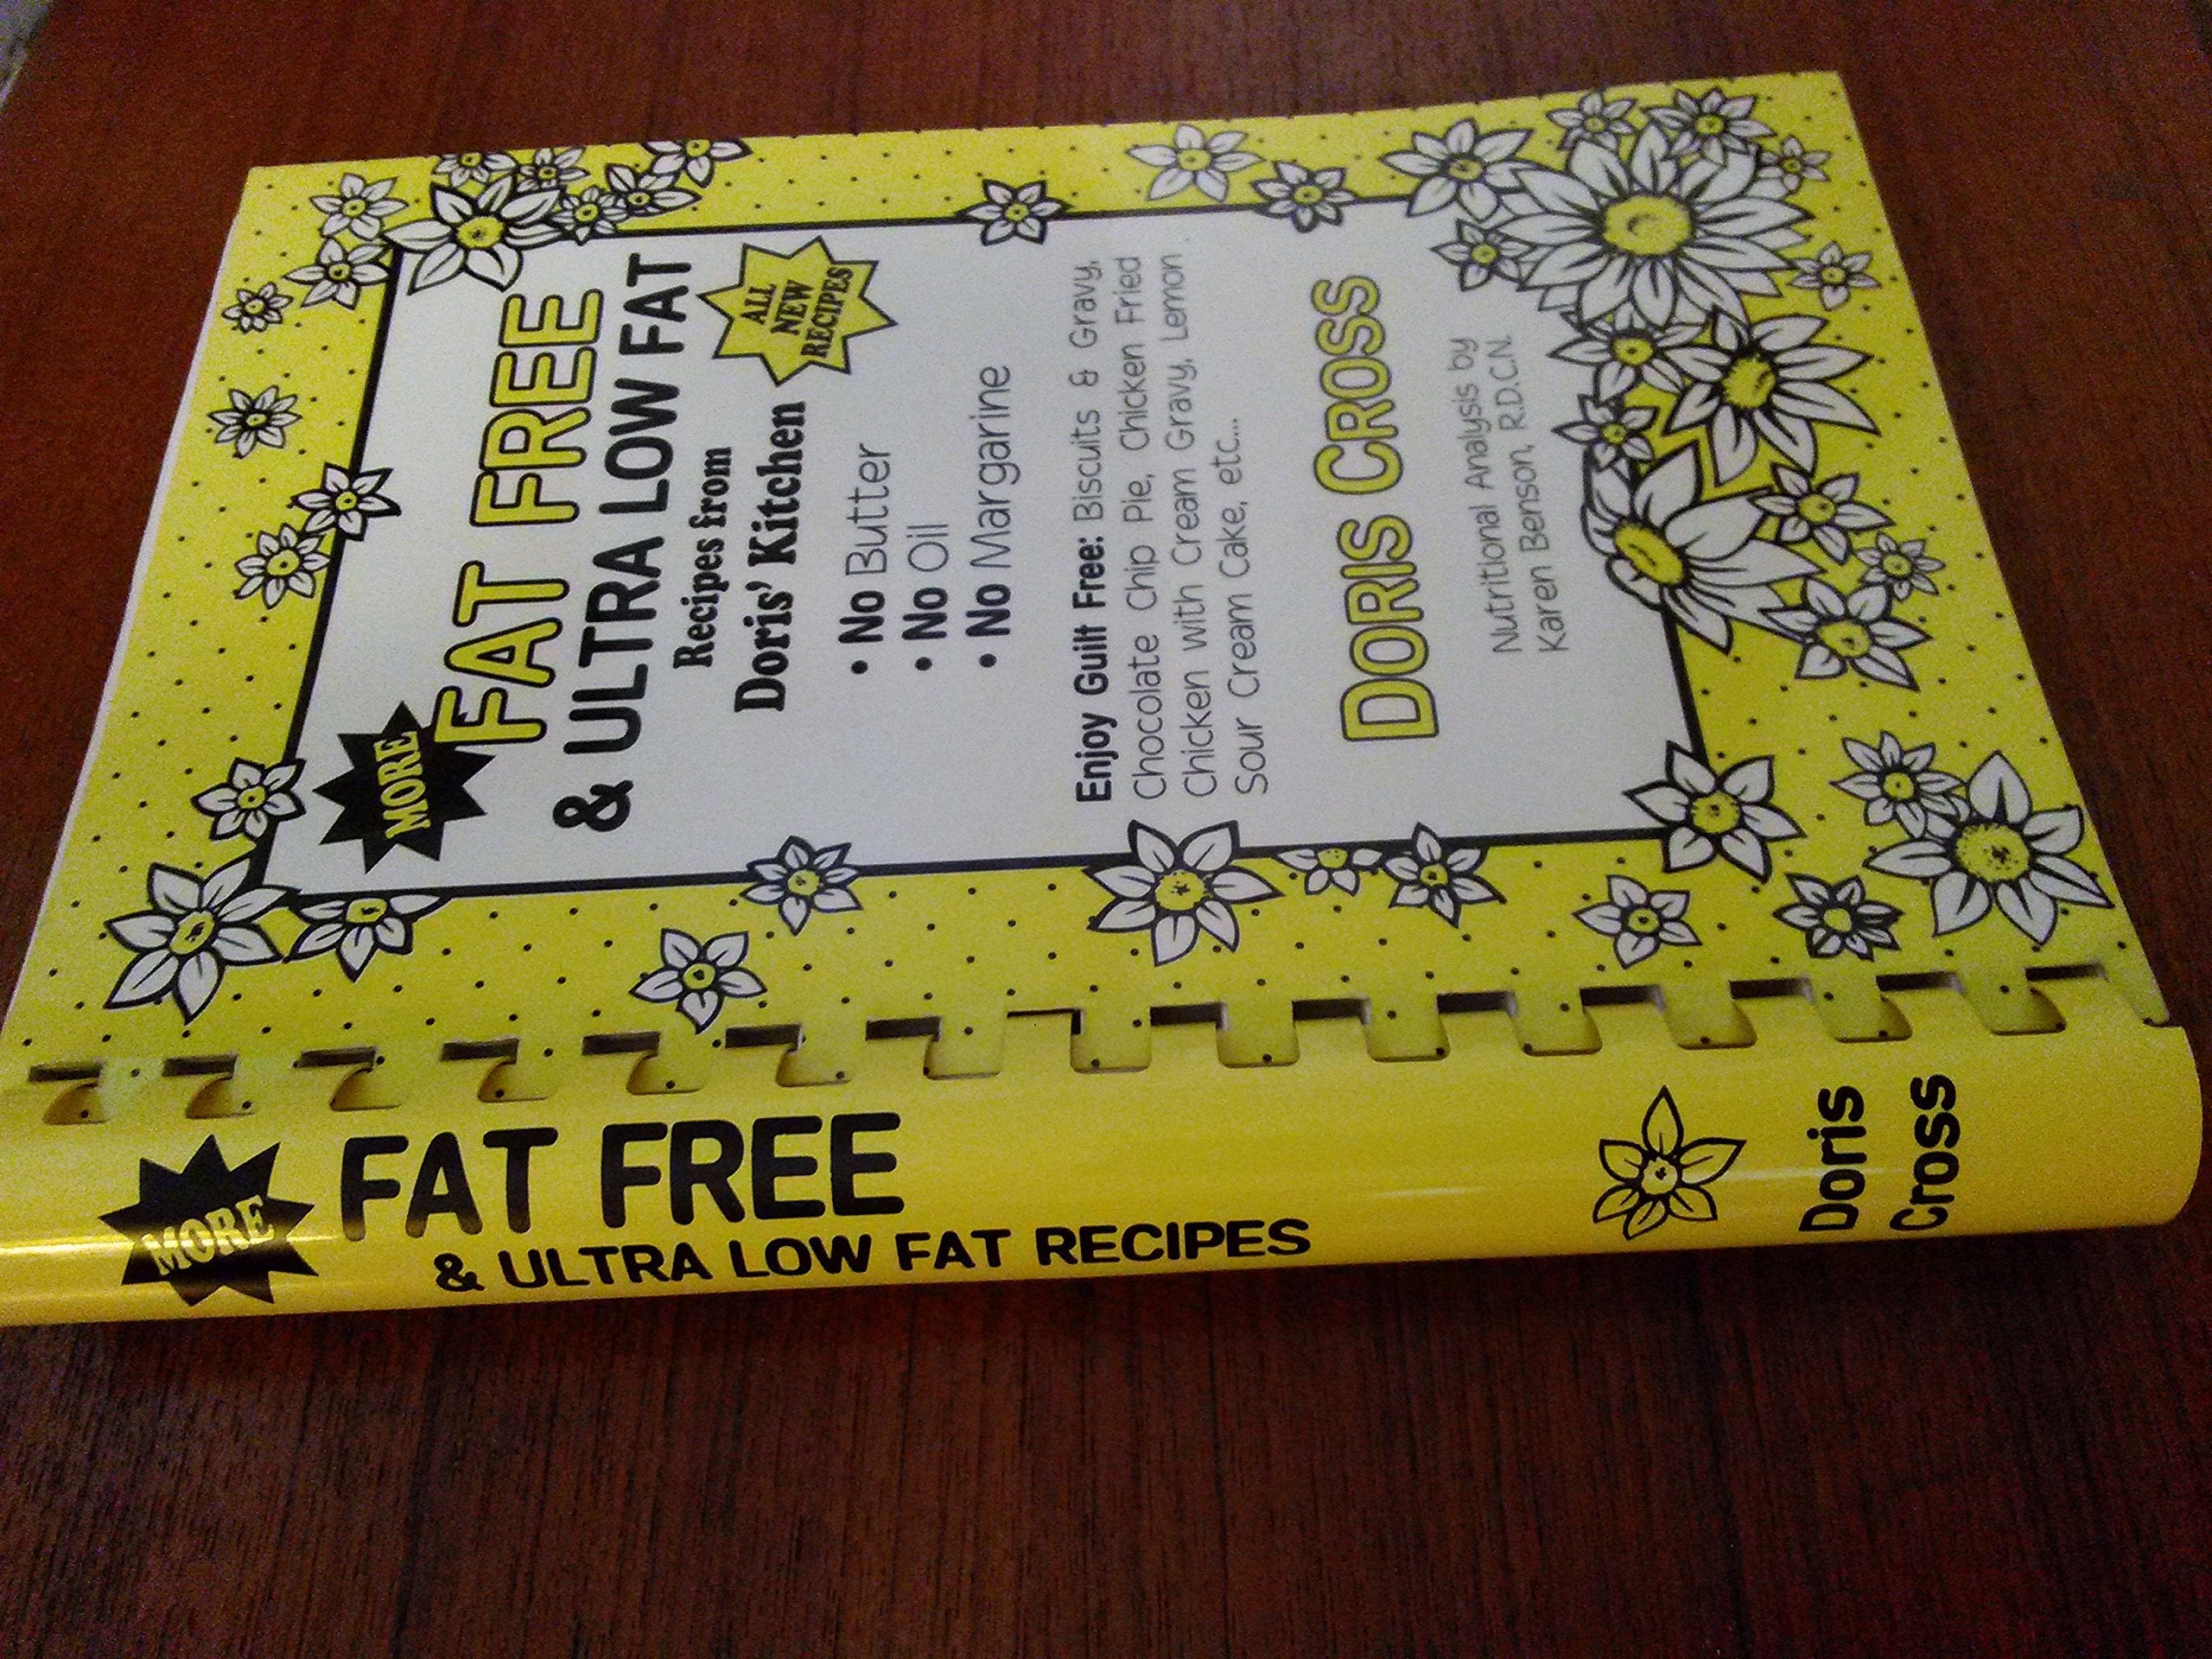 MORE
FAT FREE
& ULTRA LOW FAT
Recipes from
Doris' Kitchen
ALL
NEW
RECIPES
• No Butter
• No Oil
• No Margarine
Enjoy Guilt Free: Biscuits & Gravy,
Chocolate Chip Pie, Chicken Fried
Chicken with Cream Gravy, Lemon
Sour Cream Cake, etc...
DORIS CROSS
Nutritional Analysis by
Karen Benson, R.D.C.N.
MORE
FAT FREE
& ULTRA LOW FAT RECIPES
Doris
Cross